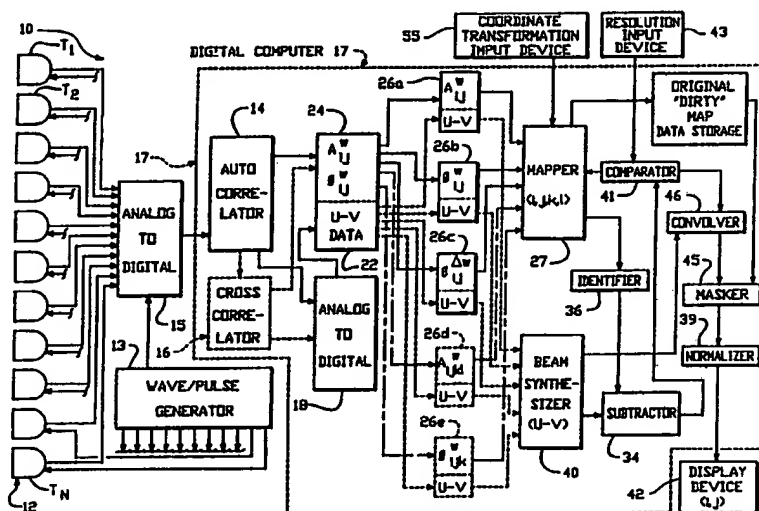 10
T1
T2
TN
12
ANALOG
TO
DIGITAL
15
13
WAVE/PULSE
GENERATOR
DIGITAL COMPUTER 17
17
14
AUTO
CORRE-
LATOR
CROSS
CORRE-
LATOR
16
24
A w i,j
ø w i,j
U-V
DATA
22
ANALOG
TO
DIGITAL
18
26a
A w i,j
U-V
26b
ø w i,j
U-V
26c
ø Δw i,j
U-V
26d
U-V
26e
U-V
55
COORDINATE
TRANSFORMATION
INPUT DEVICE
RESOLUTION
INPUT
DEVICE
43
MAPPER
(i,j,k,l)
27
ORIGINAL
"DIRTY"
MAP
DATA STORAGE
COMPARATOR
41
46
CONVOLVER
45
MASKER
39
NORMALIZER
IDENTIFIER
36
BEAM
SYNTHE-
SIZER
(U-V)
40
SUBTRACTOR
34
42
DISPLAY
DEVICE
(i,j)